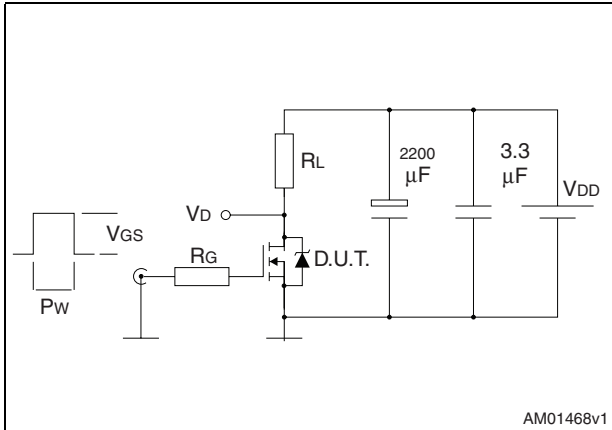 RL
2200
μF
3.3
μF
VDD
VD
VGS
RG
D.U.T.
PW
AM01468v1